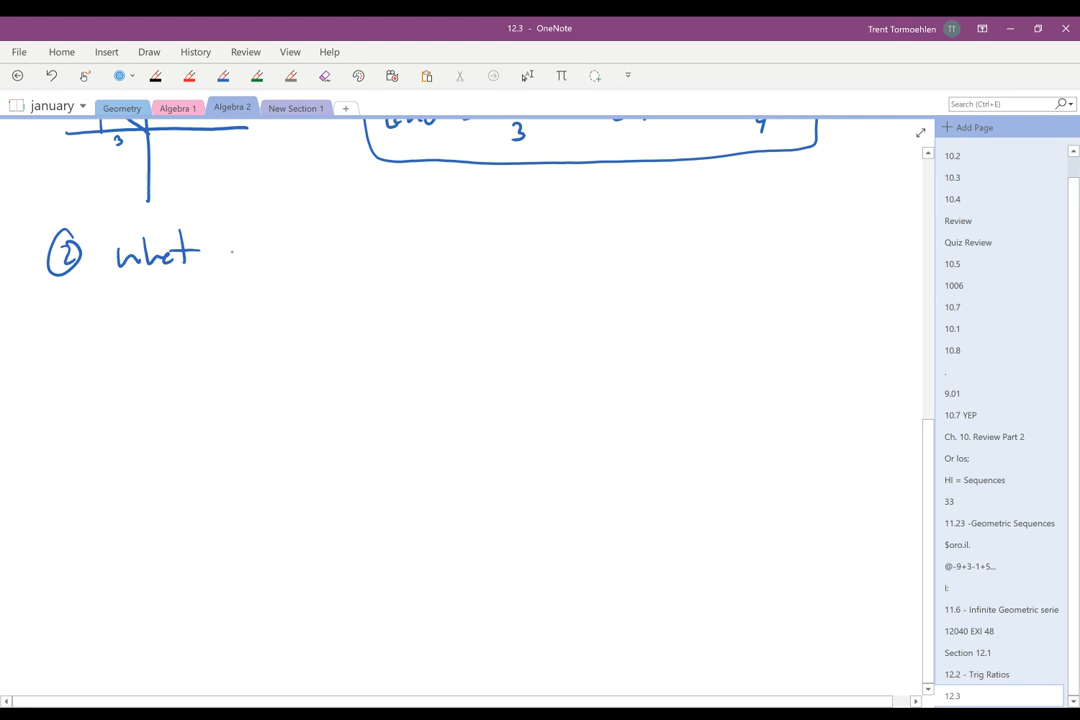 12.3 - OneNote
Trent Tormoehlen TT
File Home Insert Draw History Review View Help
january Geometry Algebra 1 Algebra 2 New Section 1 +
Search (Ctrl+E)
+ Add Page
3
3
4
② what
10.2
10.3
10.4
Review
Quiz Review
10.5
1006
10.7
10.1
10.8
.
9.01
10.7 YEP
Ch. 10. Review Part 2
Or los;
HI = Sequences
33
11.23 -Geometric Sequences
$oro.il.
@-9+3-1+5...
I:
11.6 - Infinite Geometric serie
12040 EXI 48
Section 12.1
12.2 - Trig Ratios
12.3